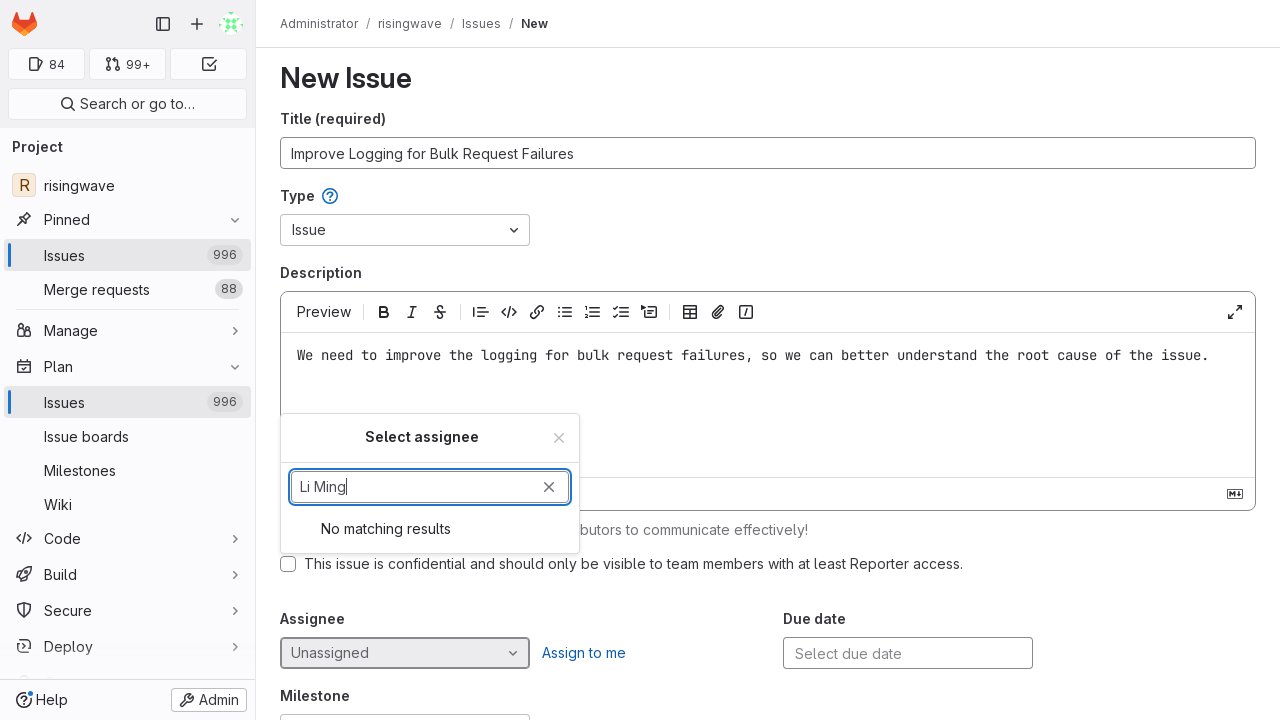 84
99+
Search or go to…
Project
R risingwave
Pinned
Issues 996
Merge requests 88
Manage
Plan
Issues 996
Issue boards
Milestones
Wiki
Code
Build
Secure
Deploy
Help
Admin
Administrator / risingwave / Issues / New
New Issue
Title (required)
Improve Logging for Bulk Request Failures
Type
Issue
Description
Preview
We need to improve the logging for bulk request failures, so we can better understand the root cause of the issue.
Select assignee
Li Ming
No matching results
butors to communicate effectively!
This issue is confidential and should only be visible to team members with at least Reporter access.
Assignee
Unassigned
Assign to me
Due date
Select due date
Milestone